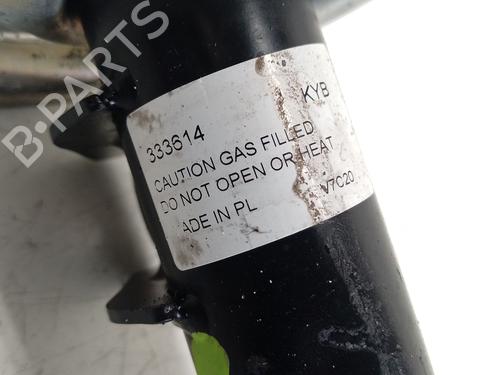 B-PARTS
333614 KYB
CAUTION GAS FILLED
DO NOT OPEN OR HEAT
ADE IN PL V7C20